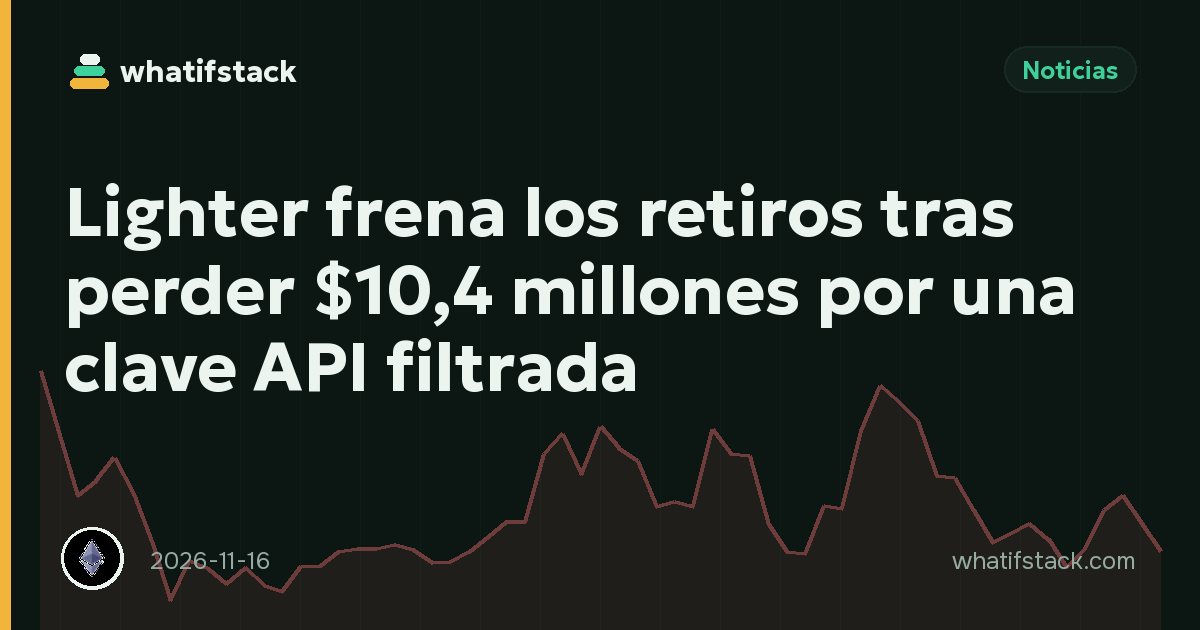 whatifstack
Noticias
Lighter frena los retiros tras
perder $10,4 millones por una
clave API filtrada
2026-11-16
whatifstack.com